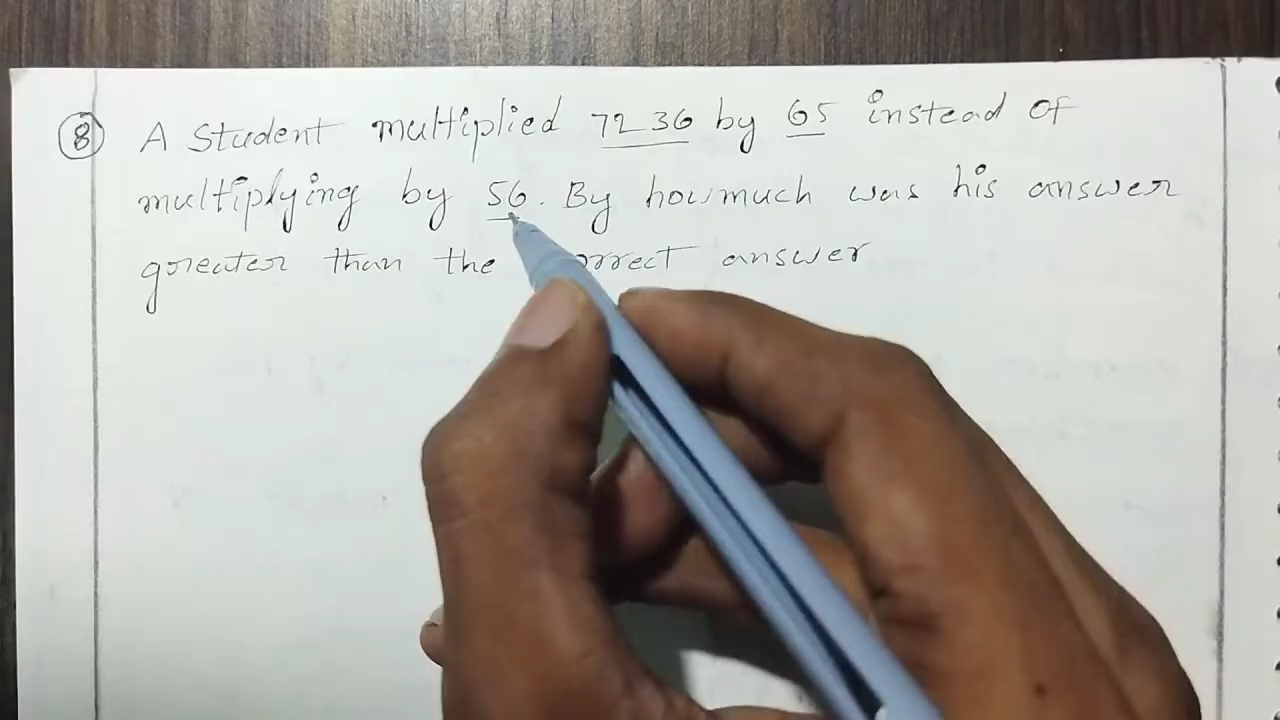 8 A Student multiplied 7236 by 65 instead of
multiplying by 56. By howmuch was his answer
greater than the correct answer